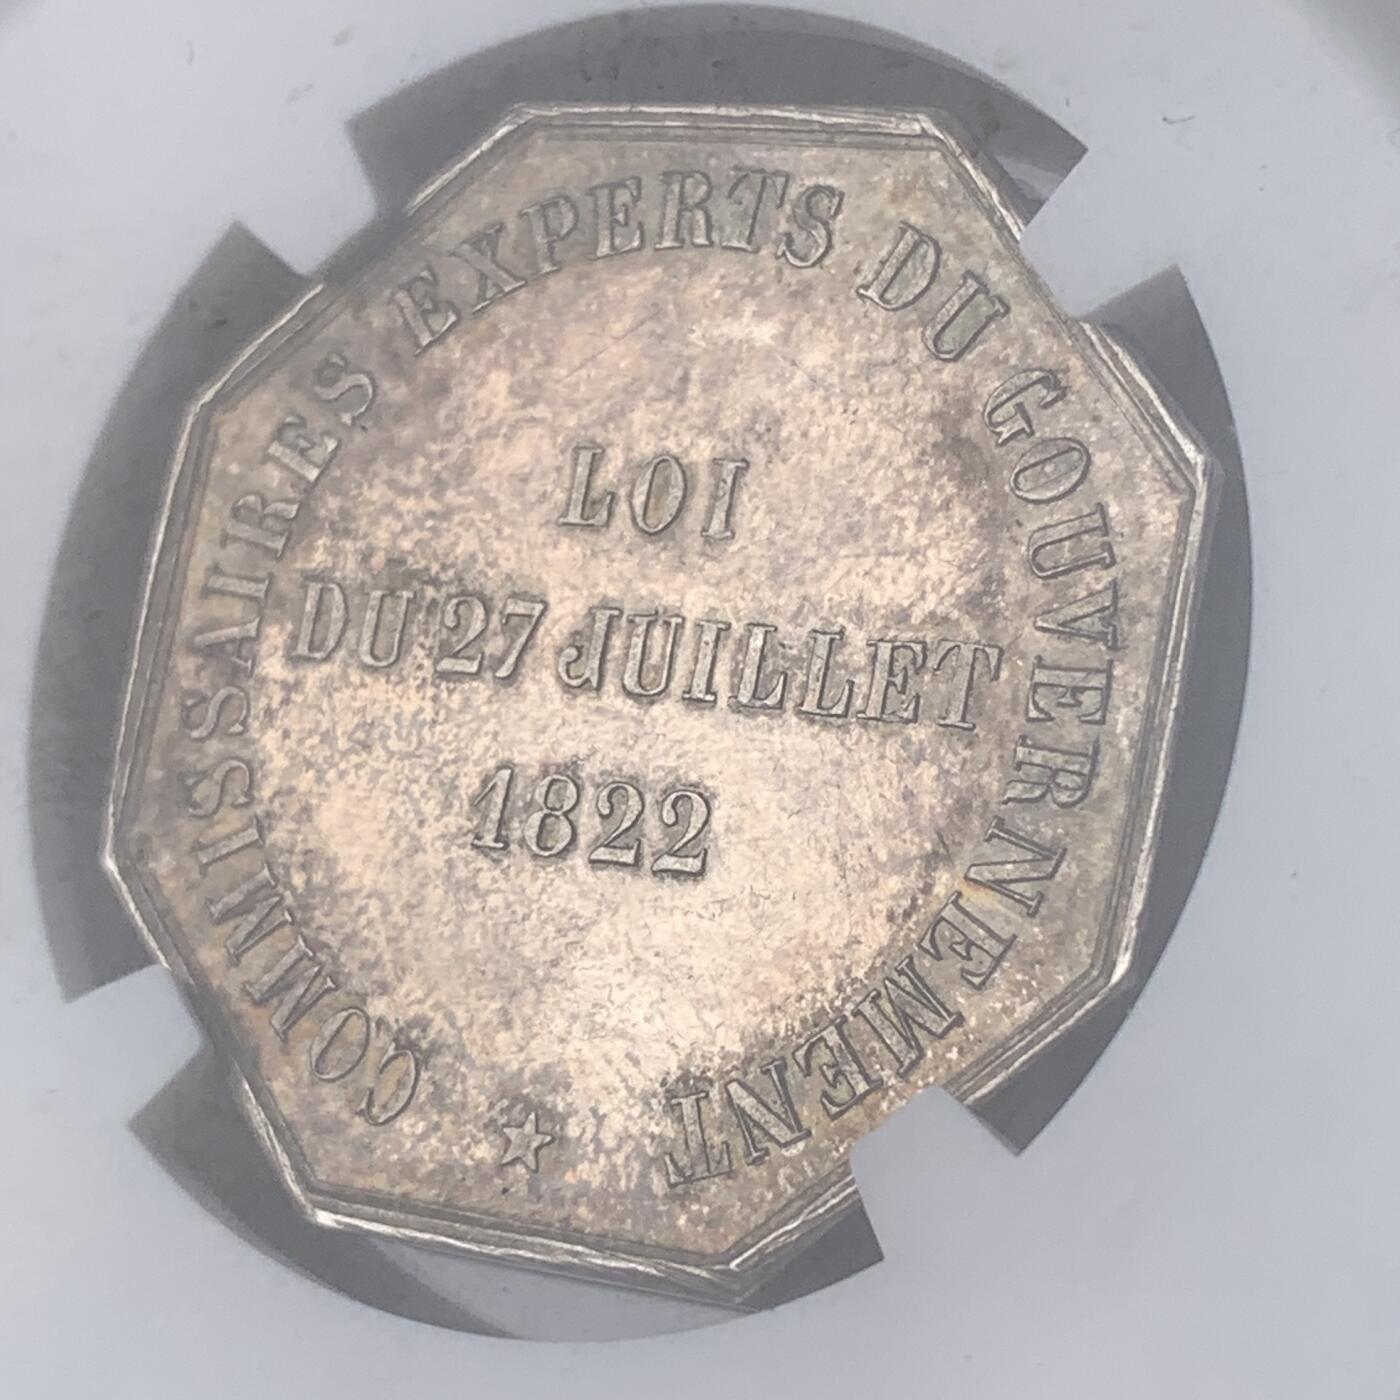 COMMISSAIRES EXPERTS DU GOUVERNEMENT
LOI
DU 27 JUILLET
1822